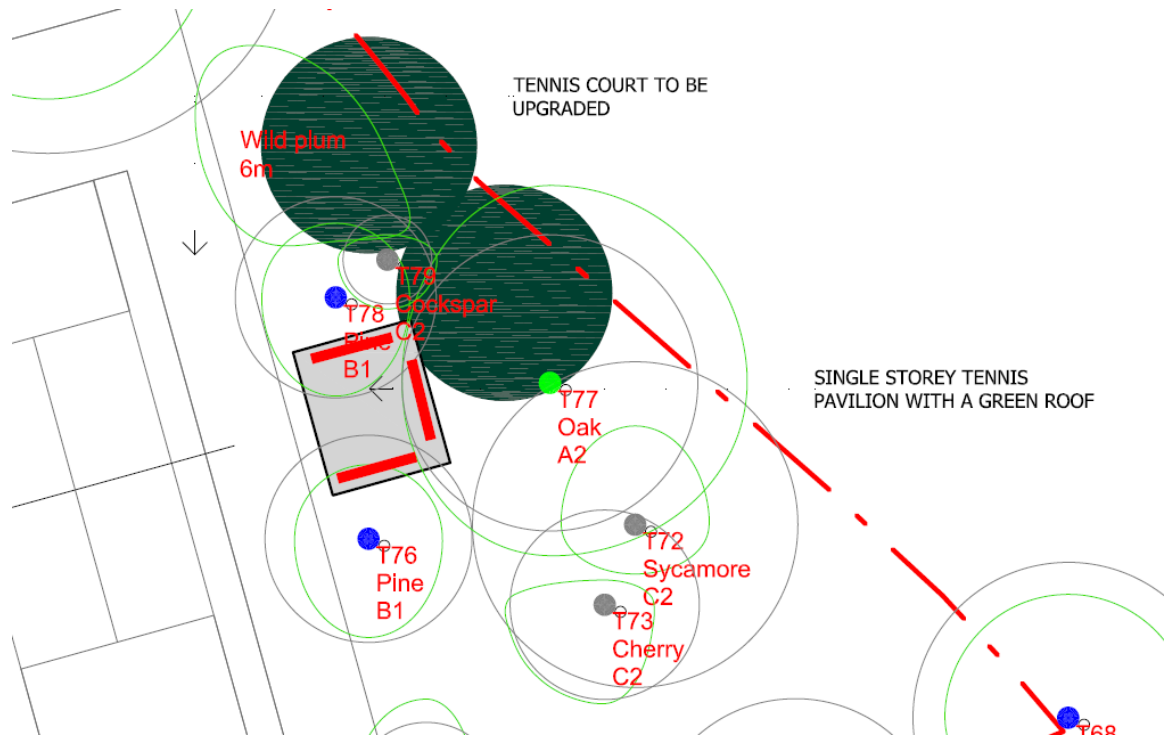 TENNIS COURT TO BE
UPGRADED
Wild plum
6m
T79
Cockspar
C2
T78
Pine
B1
SINGLE STOREY TENNIS
PAVILION WITH A GREEN ROOF
T77
Oak
A2
T76
Pine
B1
T72
Sycamore
C2
T73
Cherry
C2
T68